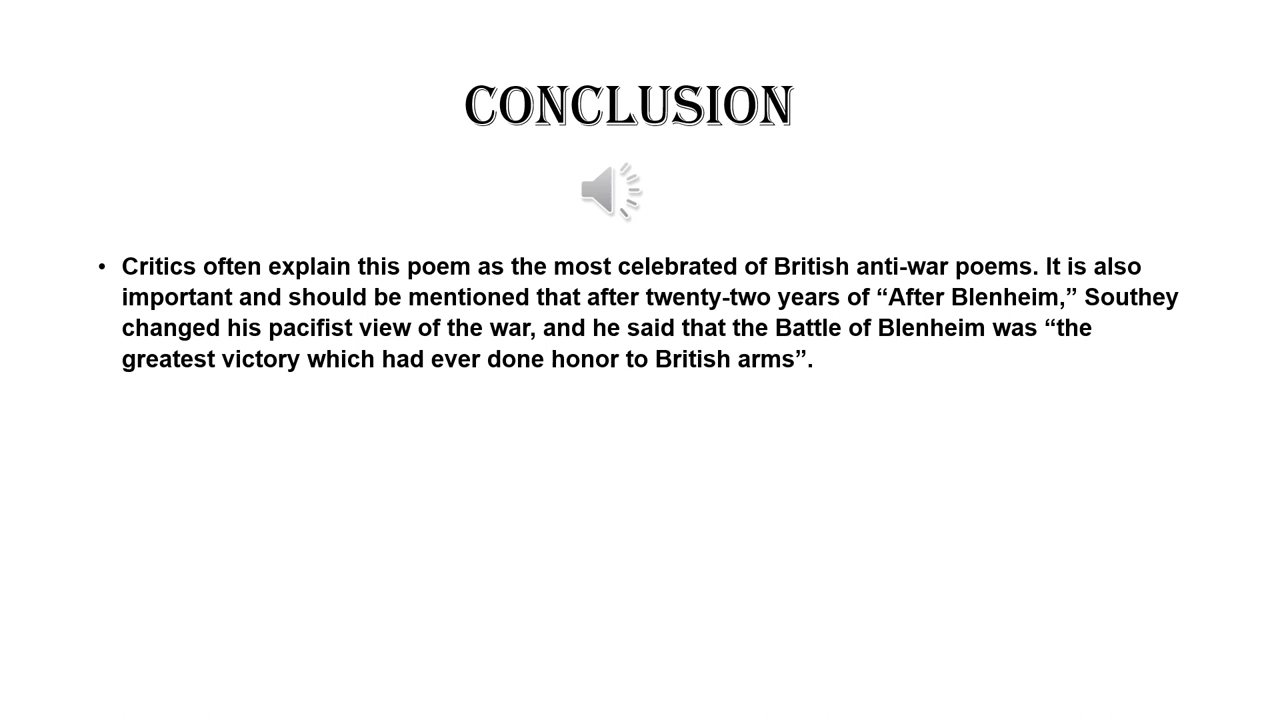 CONCLUSION
• Critics often explain this poem as the most celebrated of British anti-war poems. It is also
important and should be mentioned that after twenty-two years of “After Blenheim,” Southey
changed his pacifist view of the war, and he said that the Battle of Blenheim was “the
greatest victory which had ever done honor to British arms”.